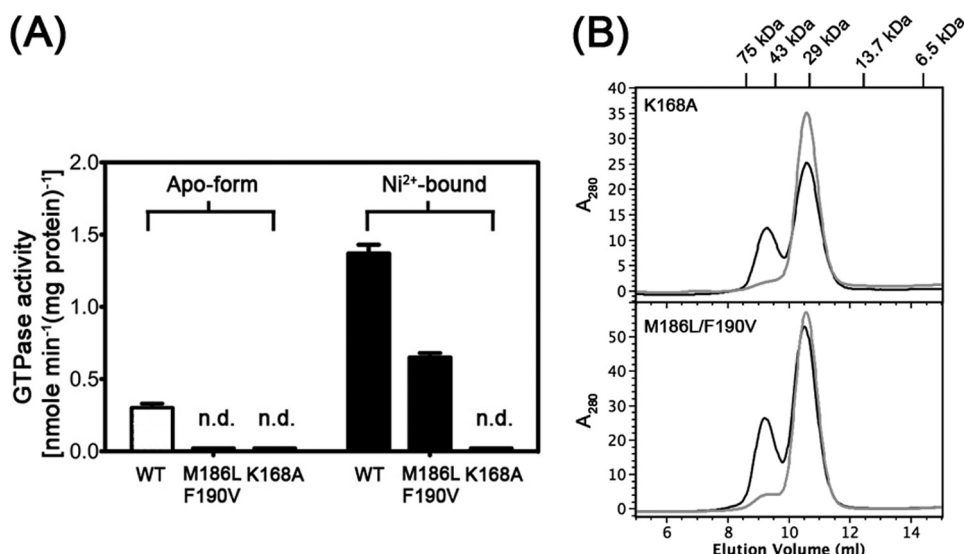 (A)
GTPase activity
[nmole min⁻¹(mg protein)⁻¹]
2.0
1.5
1.0
0.5
0.0
Apo-form
Ni²⁺-bound
n.d.
n.d.
n.d.
WT
M186L
F190V
K168A
WT
M186L
F190V
K168A
(B)
75 kDa
43 kDa
29 kDa
13.7 kDa
6.5 kDa
K168A
A₂₈₀
40
35
30
25
20
15
10
5
0
M186L/F190V
A₂₈₀
50
40
30
20
10
0
6
8
10
12
14
Elution Volume (ml)